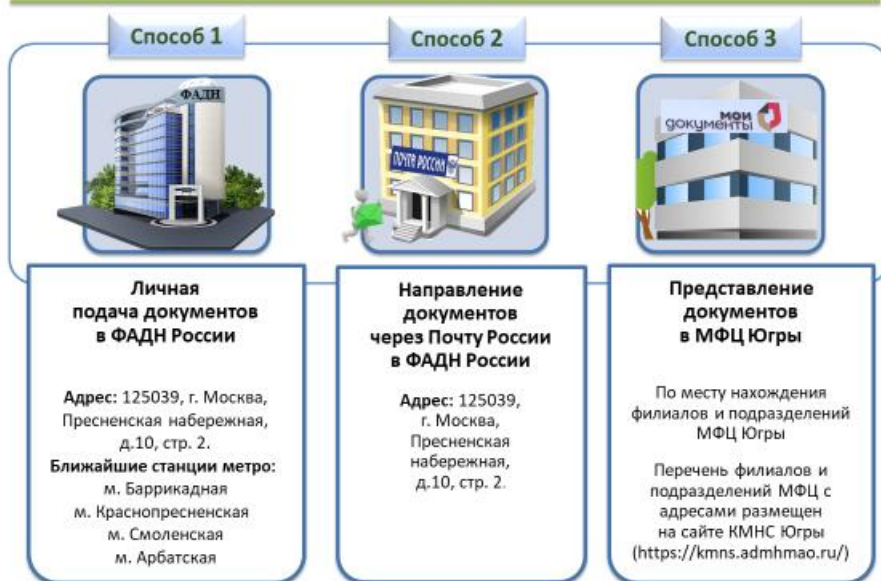 Способ 1
Способ 2
Способ 3
ФАДН
ПОЧТА РОССИИ
мои
документы
Личная
подача документов
в ФАДН России
Адрес: 125039, г. Москва,
Пресненская набережная,
д.10, стр. 2.
Ближайшие станции метро:
м. Баррикадная
м. Краснопресненская
м. Смоленская
м. Арбатская
Направление
документов
через Почту России
в ФАДН России
Адрес: 125039,
г. Москва,
Пресненская
набережная,
д.10, стр. 2.
Представление
документов
в МФЦ Югры
По месту нахождения
филиалов и подразделений
МФЦ Югры
Перечень филиалов и
подразделений МФЦ с
адресами размещен
на сайте КМНС Югры
(https://kmns.admhmao.ru/)